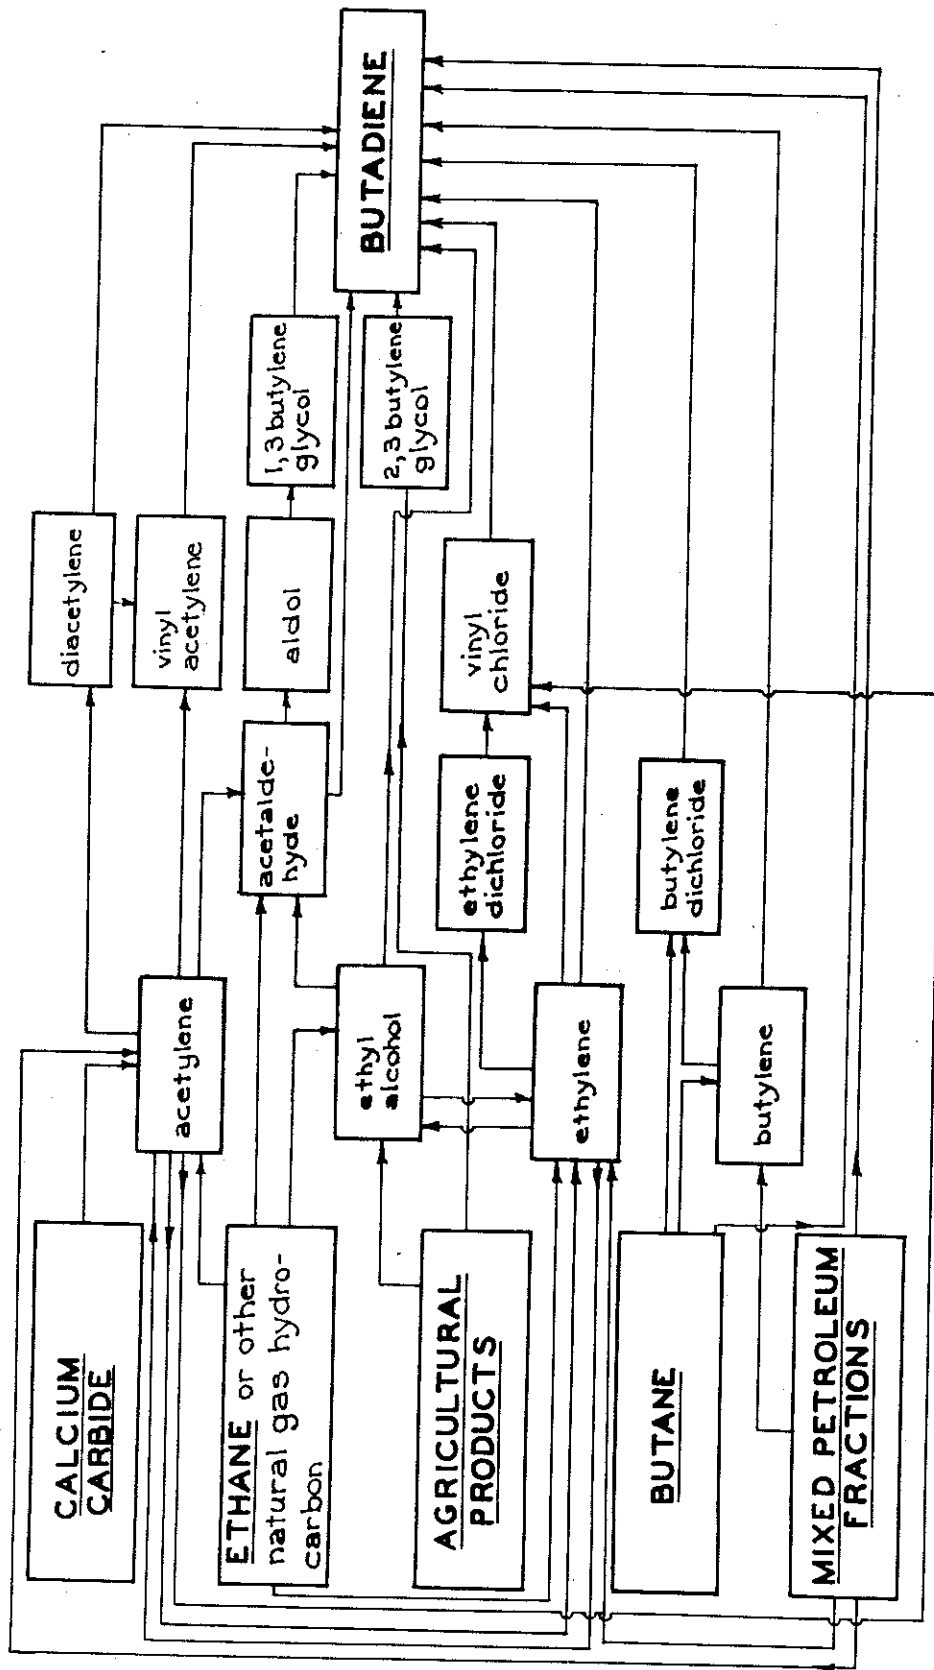 CALCIUM
CARBIDE
ETHANE or other
natural gas hydro-
carbon
AGRICULTURAL
PRODUCTS
BUTANE
MIXED PETROLEUM
FRACTIONS
acetylene
ethyl
alcohol
ethylene
butylene
acetalde-
hyde
ethylene
dichloride
butylene
dichloride
diacetylene
vinyl
acetylene
aldol
vinyl
chloride
1,3 butylene
glycol
2,3 butylene
glycol
BUTADIENE